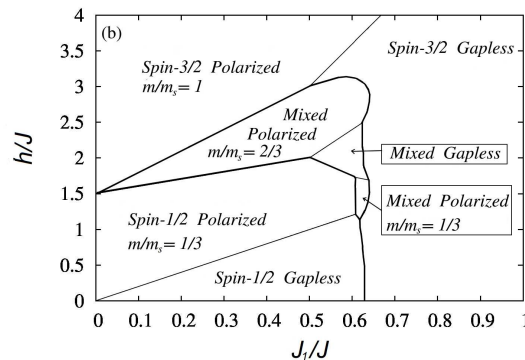 (b)
Spin-3/2 Gapless
Spin-3/2 Polarized
m/mₛ= 1
Mixed
Polarized
m/mₛ= 2/3
Mixed Gapless
Mixed Polarized
m/mₛ= 1/3
Spin-1/2 Polarized
m/mₛ= 1/3
Spin-1/2 Gapless
h/J
4
3.5
3
2.5
2
1.5
1
0.5
0
0 0.1 0.2 0.3 0.4 0.5 0.6 0.7 0.8 0.9 1
J₁/J